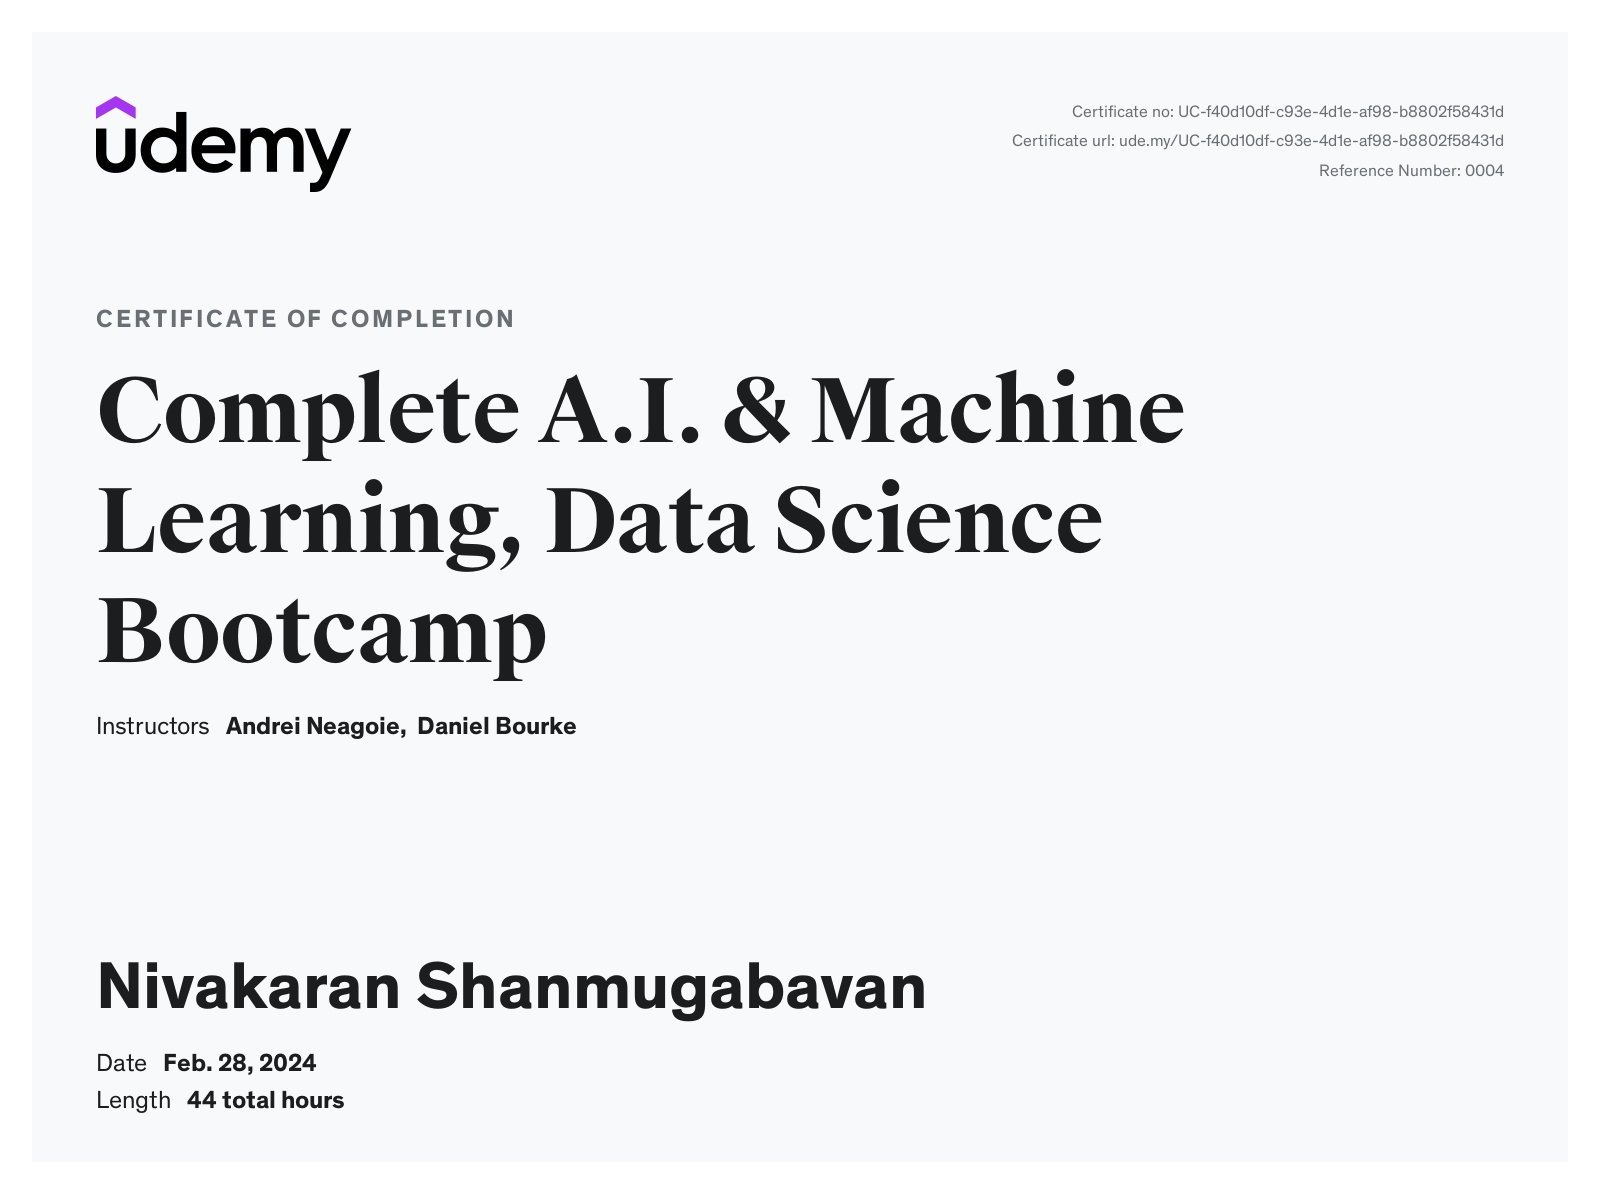 udemy
Certificate no: UC-f40d10df-c93e-4d1e-af98-b8802f58431d
Certificate url: ude.my/UC-f40d10df-c93e-4d1e-af98-b8802f58431d
Reference Number: 0004
CERTIFICATE OF COMPLETION
Complete A.I. & Machine
Learning, Data Science
Bootcamp
Instructors Andrei Neagoie, Daniel Bourke
Nivakaran Shanmugabavan
Date Feb. 28, 2024
Length 44 total hours